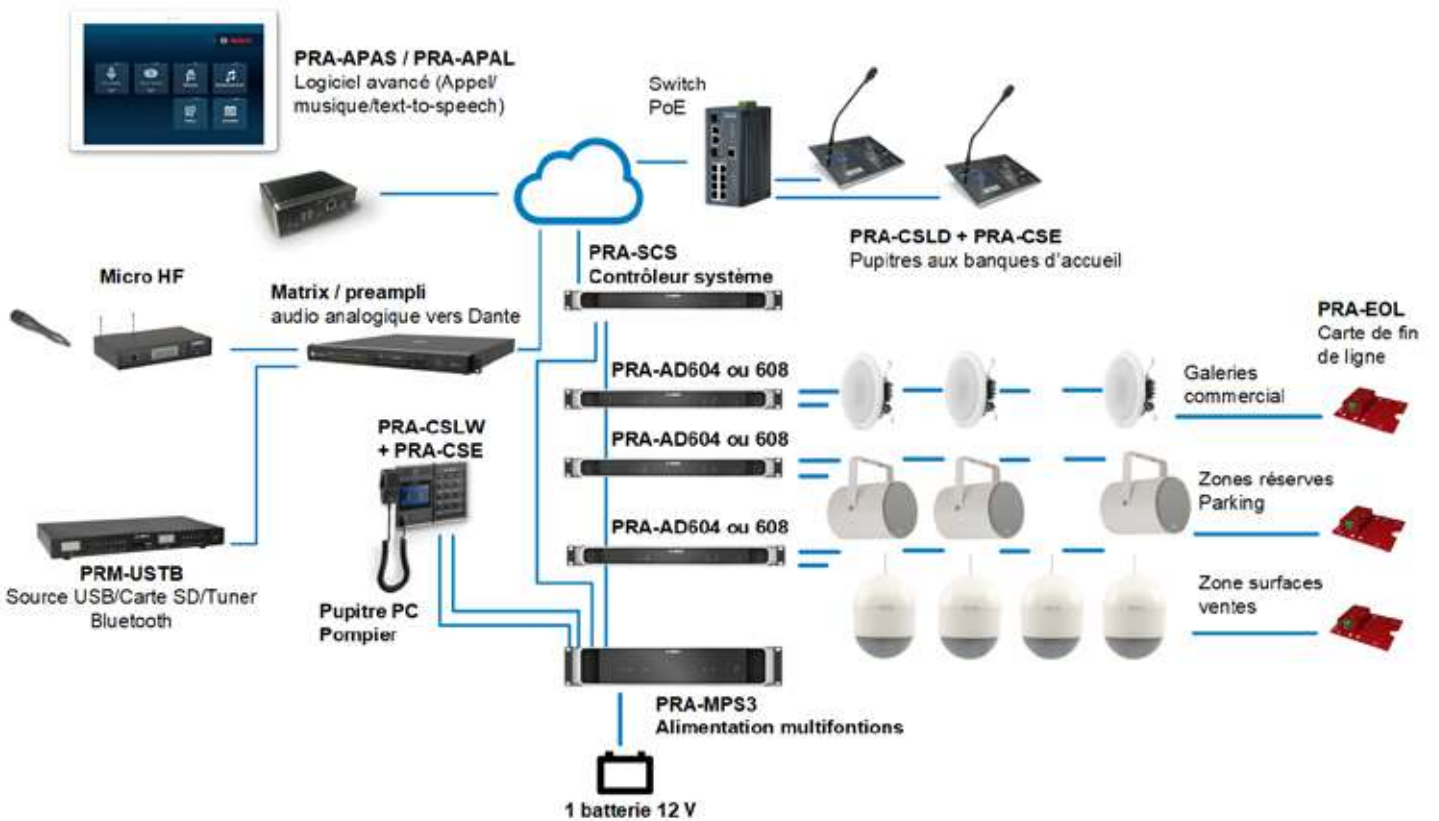 PRA-APAS / PRA-APAL
Logiciel avancé (Appel/
musique/text-to-speech)
Switch
PoE
PRA-CSLD + PRA-CSE
Pupitres aux banques d'accueil
PRA-SCS
Contrôleur système
Micro HF
Matrix / preampli
audio analogique vers Dante
PRA-EOL
Carte de fin
de ligne
PRA-AD604 ou 608
Galeries
commercial
PRA-CSLW
+ PRA-CSE
PRA-AD604 ou 608
Zones réserves
Parking
PRA-AD604 ou 608
PRM-USTB
Source USB/Carte SD/Tuner
Bluetooth
Pupitre PC
Pompier
Zone surfaces
ventes
PRA-MPS3
Alimentation multifontions
1 batterie 12 V